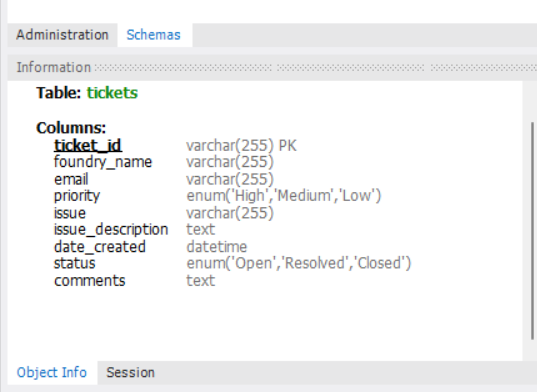 Administration Schemas
Information
Table: tickets
Columns:
ticket_id varchar(255) PK
foundry_name varchar(255)
email varchar(255)
priority enum('High','Medium','Low')
issue varchar(255)
issue_description text
date_created datetime
status enum('Open','Resolved','Closed')
comments text
Object Info Session